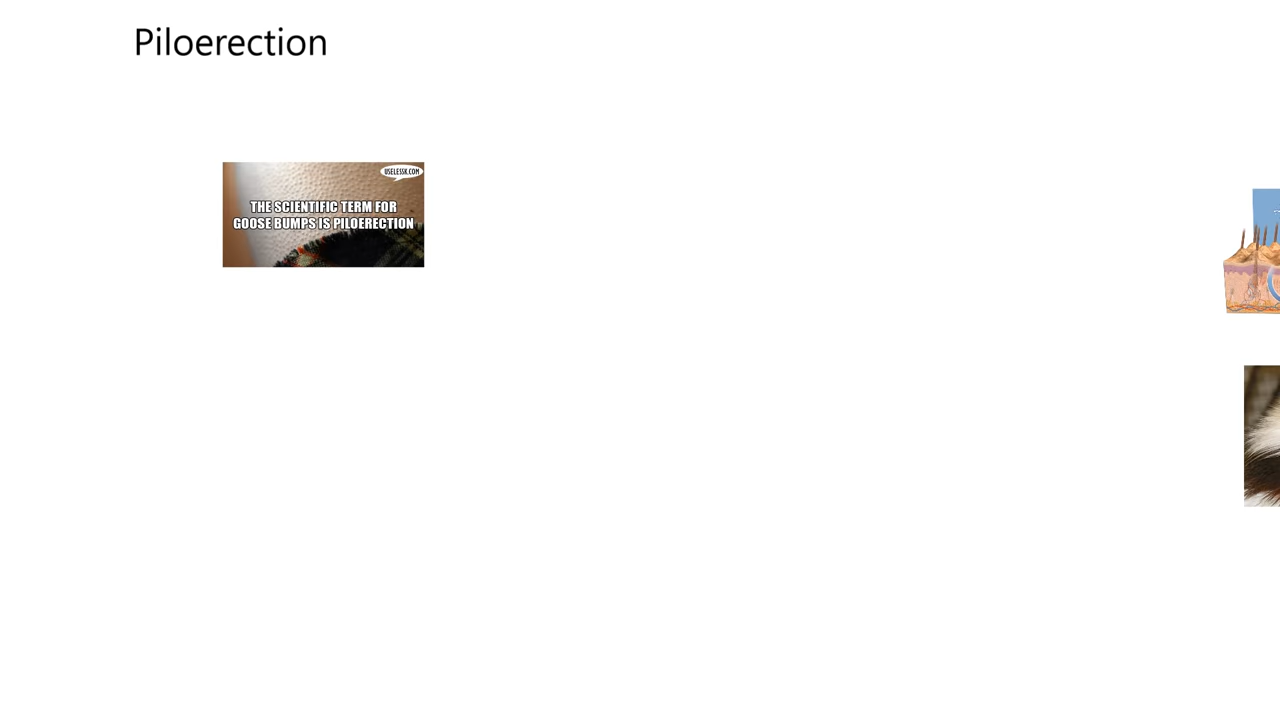 Piloerection
USELESSK.COM
THE SCIENTIFIC TERM FOR
GOOSE BUMPS IS PILOERECTION